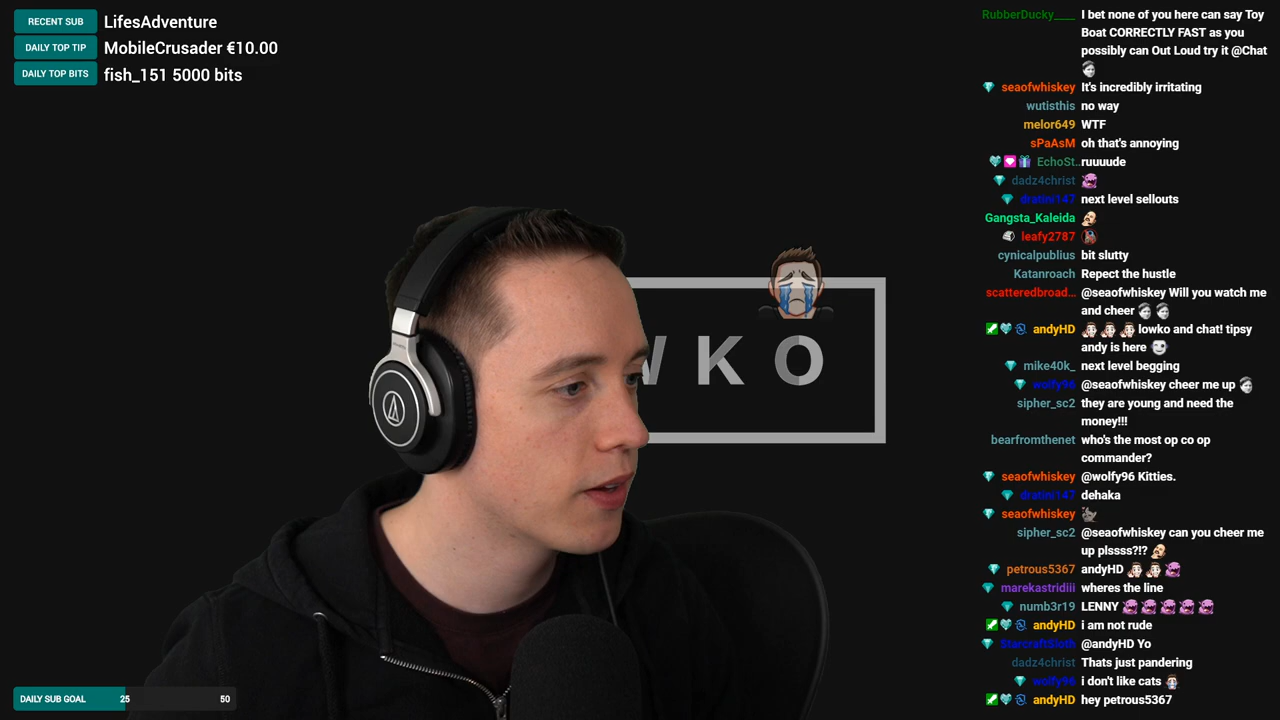 RECENT SUB LifesAdventure
DAILY TOP TIP MobileCrusader €10.00
DAILY TOP BITS fish_151 5000 bits
W K O
DAILY SUB GOAL 25 50
RubberDucky____ I bet none of you here can say Toy
Boat CORRECTLY FAST as you
possibly can Out Loud try it @Chat
seaofwhiskey It's incredibly irritating
wutisthis no way
melor649 WTF
sPaAsM oh that's annoying
EchoSt.. ruuuude
dadz4christ
dratini147 next level sellouts
Gangsta_Kaleida
leafy2787
cynicalpublius bit slutty
Katanroach Repect the hustle
scatteredbroad... @seaofwhiskey Will you watch me
and cheer
andyHD lowko and chat! tipsy
andy is here
mike40k_ next level begging
wolfy96 @seaofwhiskey cheer me up
sipher_sc2 they are young and need the
money!!!
bearfromthenet who's the most op co op
commander?
seaofwhiskey @wolfy96 Kitties.
dratini147 dehaka
seaofwhiskey
sipher_sc2 @seaofwhiskey can you cheer me
up plssss?!?
petrous5367 andyHD
marekastridiii wheres the line
numb3r19 LENNY
andyHD i am not rude
StarcraftSloth @andyHD Yo
dadz4christ Thats just pandering
wolfy96 i don't like cats
andyHD hey petrous5367